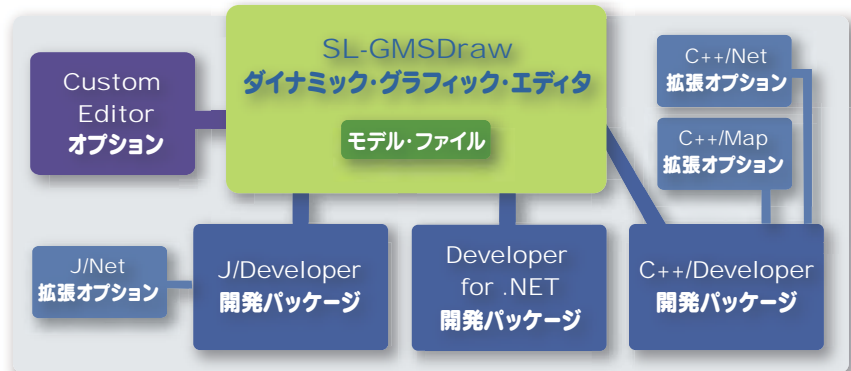 SL-GMSDraw
ダイナミック・グラフィック・エディタ
モデル・ファイル
Custom
Editor
オプション
C++/Net
拡張オプション
C++/Map
拡張オプション
J/Net
拡張オプション
J/Developer
開発パッケージ
Developer
for .NET
開発パッケージ
C++/Developer
開発パッケージ